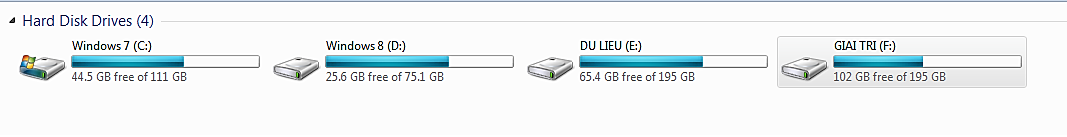 Hard Disk Drives (4)
Windows 7 (C:)
44.5 GB free of 111 GB
Windows 8 (D:)
25.6 GB free of 75.1 GB
DU LIEU (E:)
65.4 GB free of 195 GB
GIAI TRI (F:)
102 GB free of 195 GB